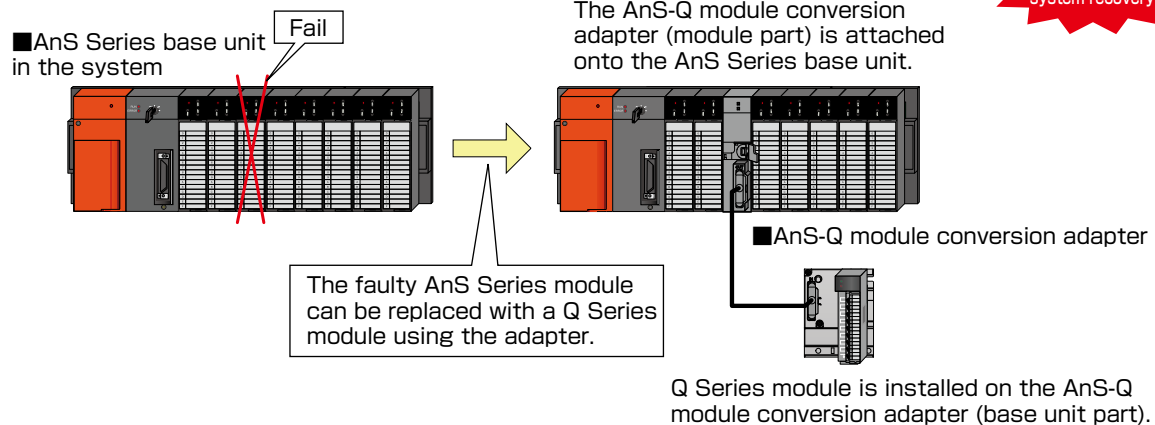 ■AnS Series base unit
in the system
Fail
The AnS-Q module conversion
adapter (module part) is attached
onto the AnS Series base unit.
system recovery
The faulty AnS Series module
can be replaced with a Q Series
module using the adapter.
■AnS-Q module conversion adapter
Q Series module is installed on the AnS-Q
module conversion adapter (base unit part).